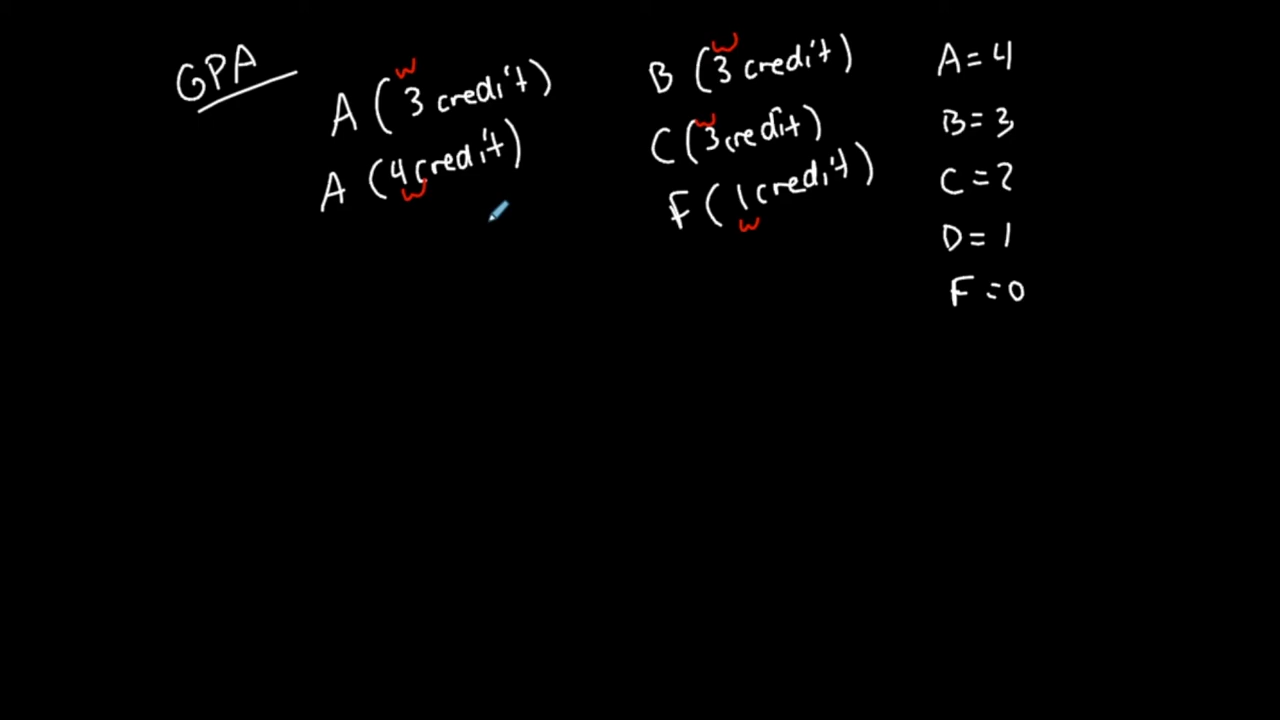 GPA
w
A (3 credit)
A (4 credit)
w
w
B (3 credit)
w
C (3 credit)
F (1 credit)
w
A = 4
B = 3
C = 2
D = 1
F = 0